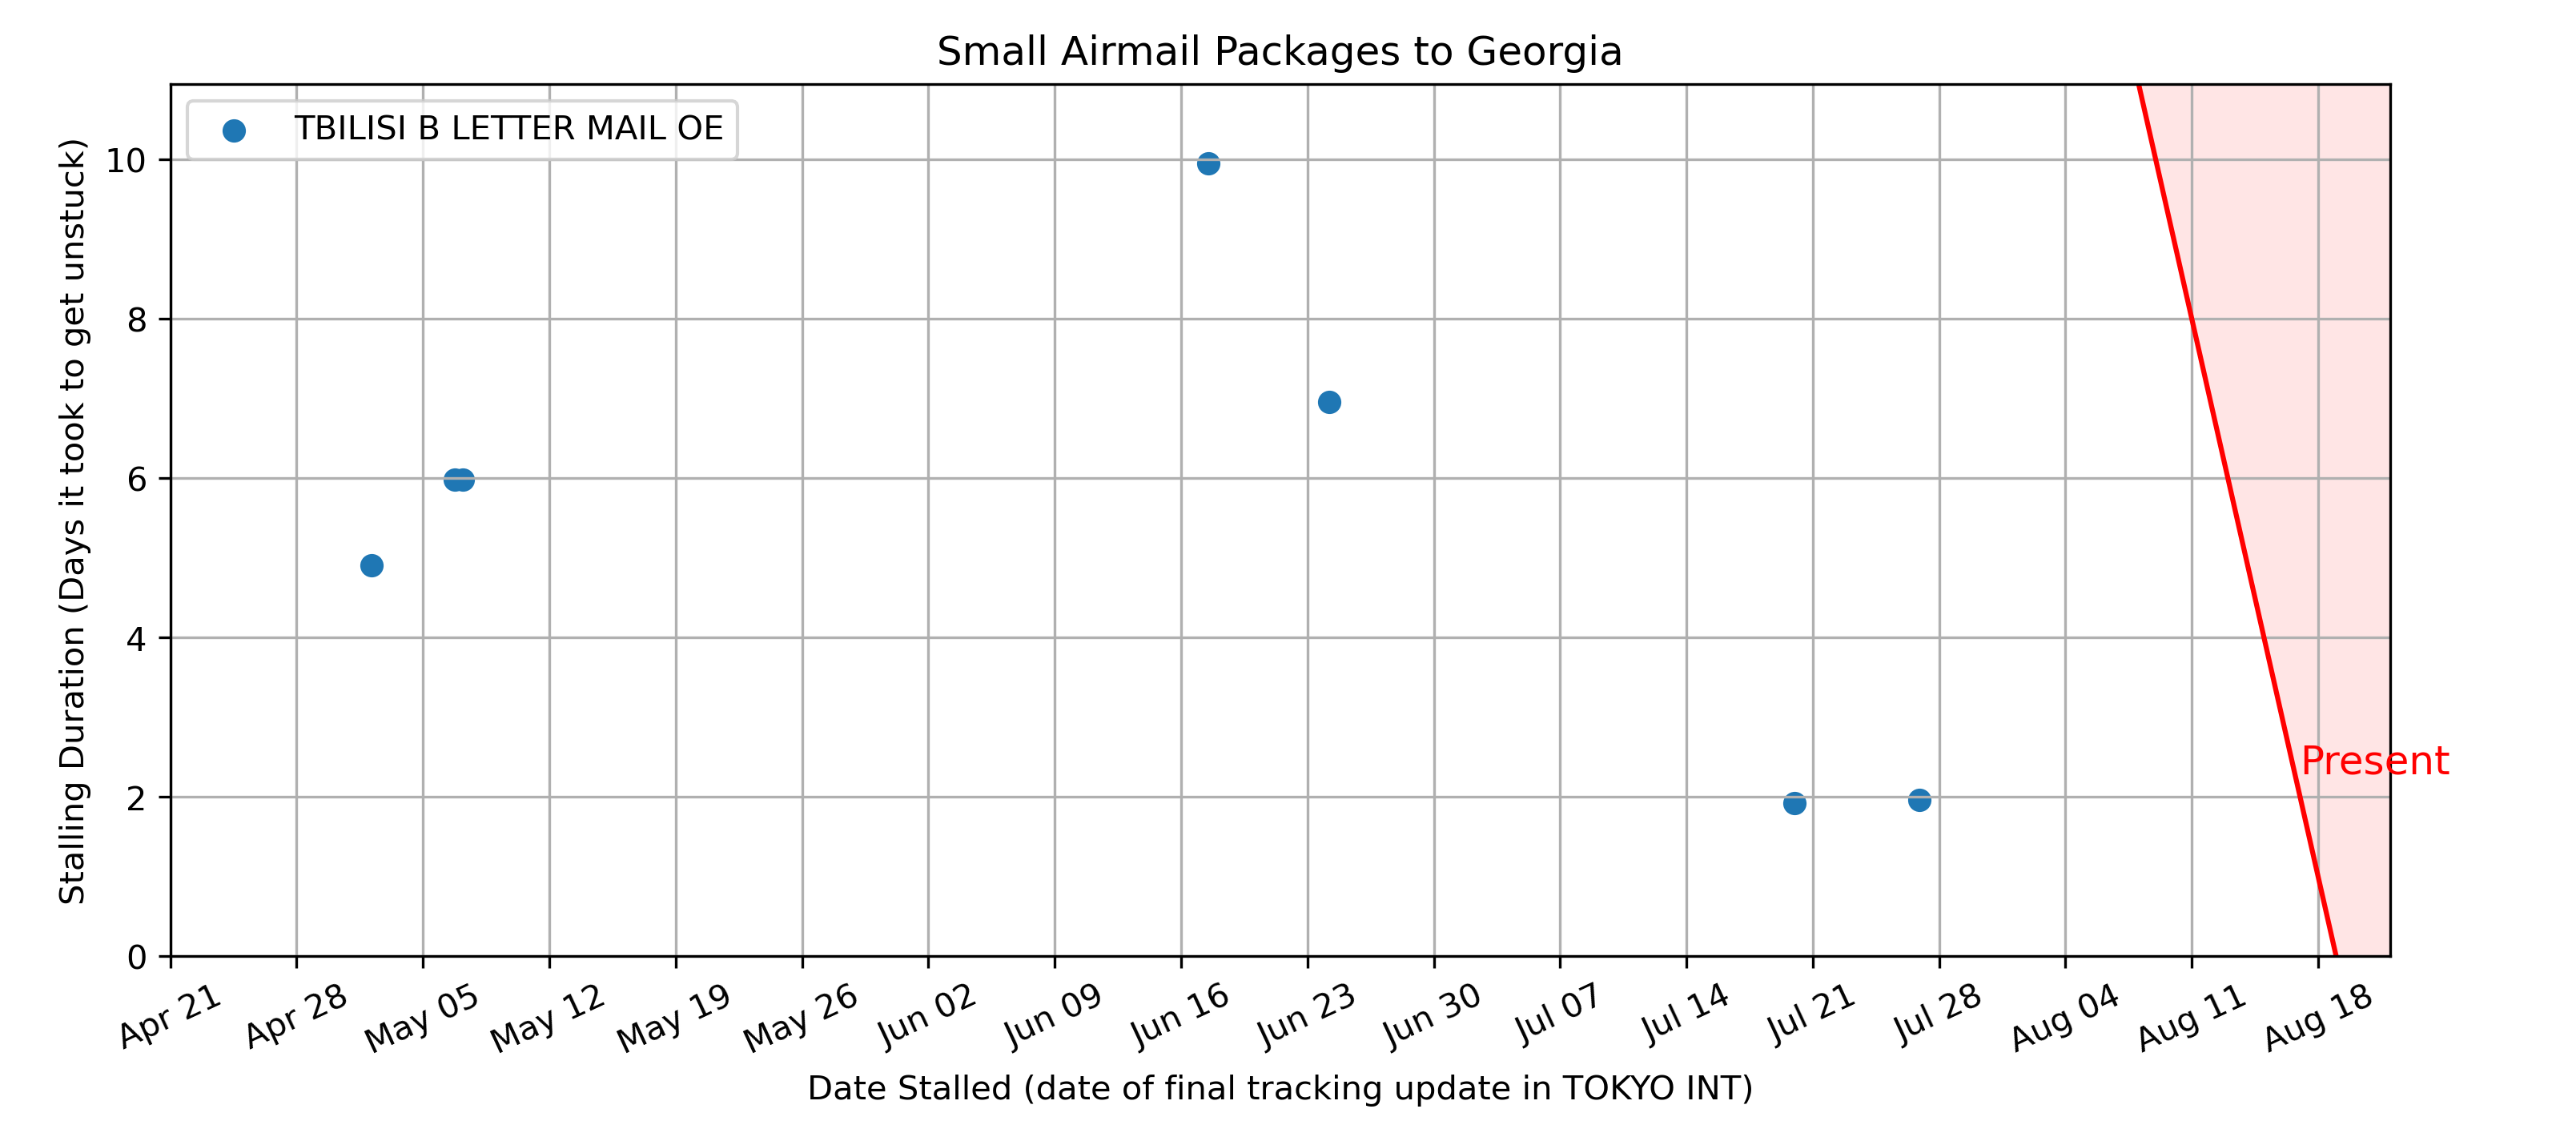 Small Airmail Packages to Georgia
TBILISI B LETTER MAIL OE
Stalling Duration (Days it took to get unstuck)
10
8
6
4
2
0
Present
Apr 21
Apr 28
May 05
May 12
May 19
May 26
Jun 02
Jun 09
Jun 16
Jun 23
Jun 30
Jul 07
Jul 14
Jul 21
Jul 28
Aug 04
Aug 11
Aug 18
Date Stalled (date of final tracking update in TOKYO INT)